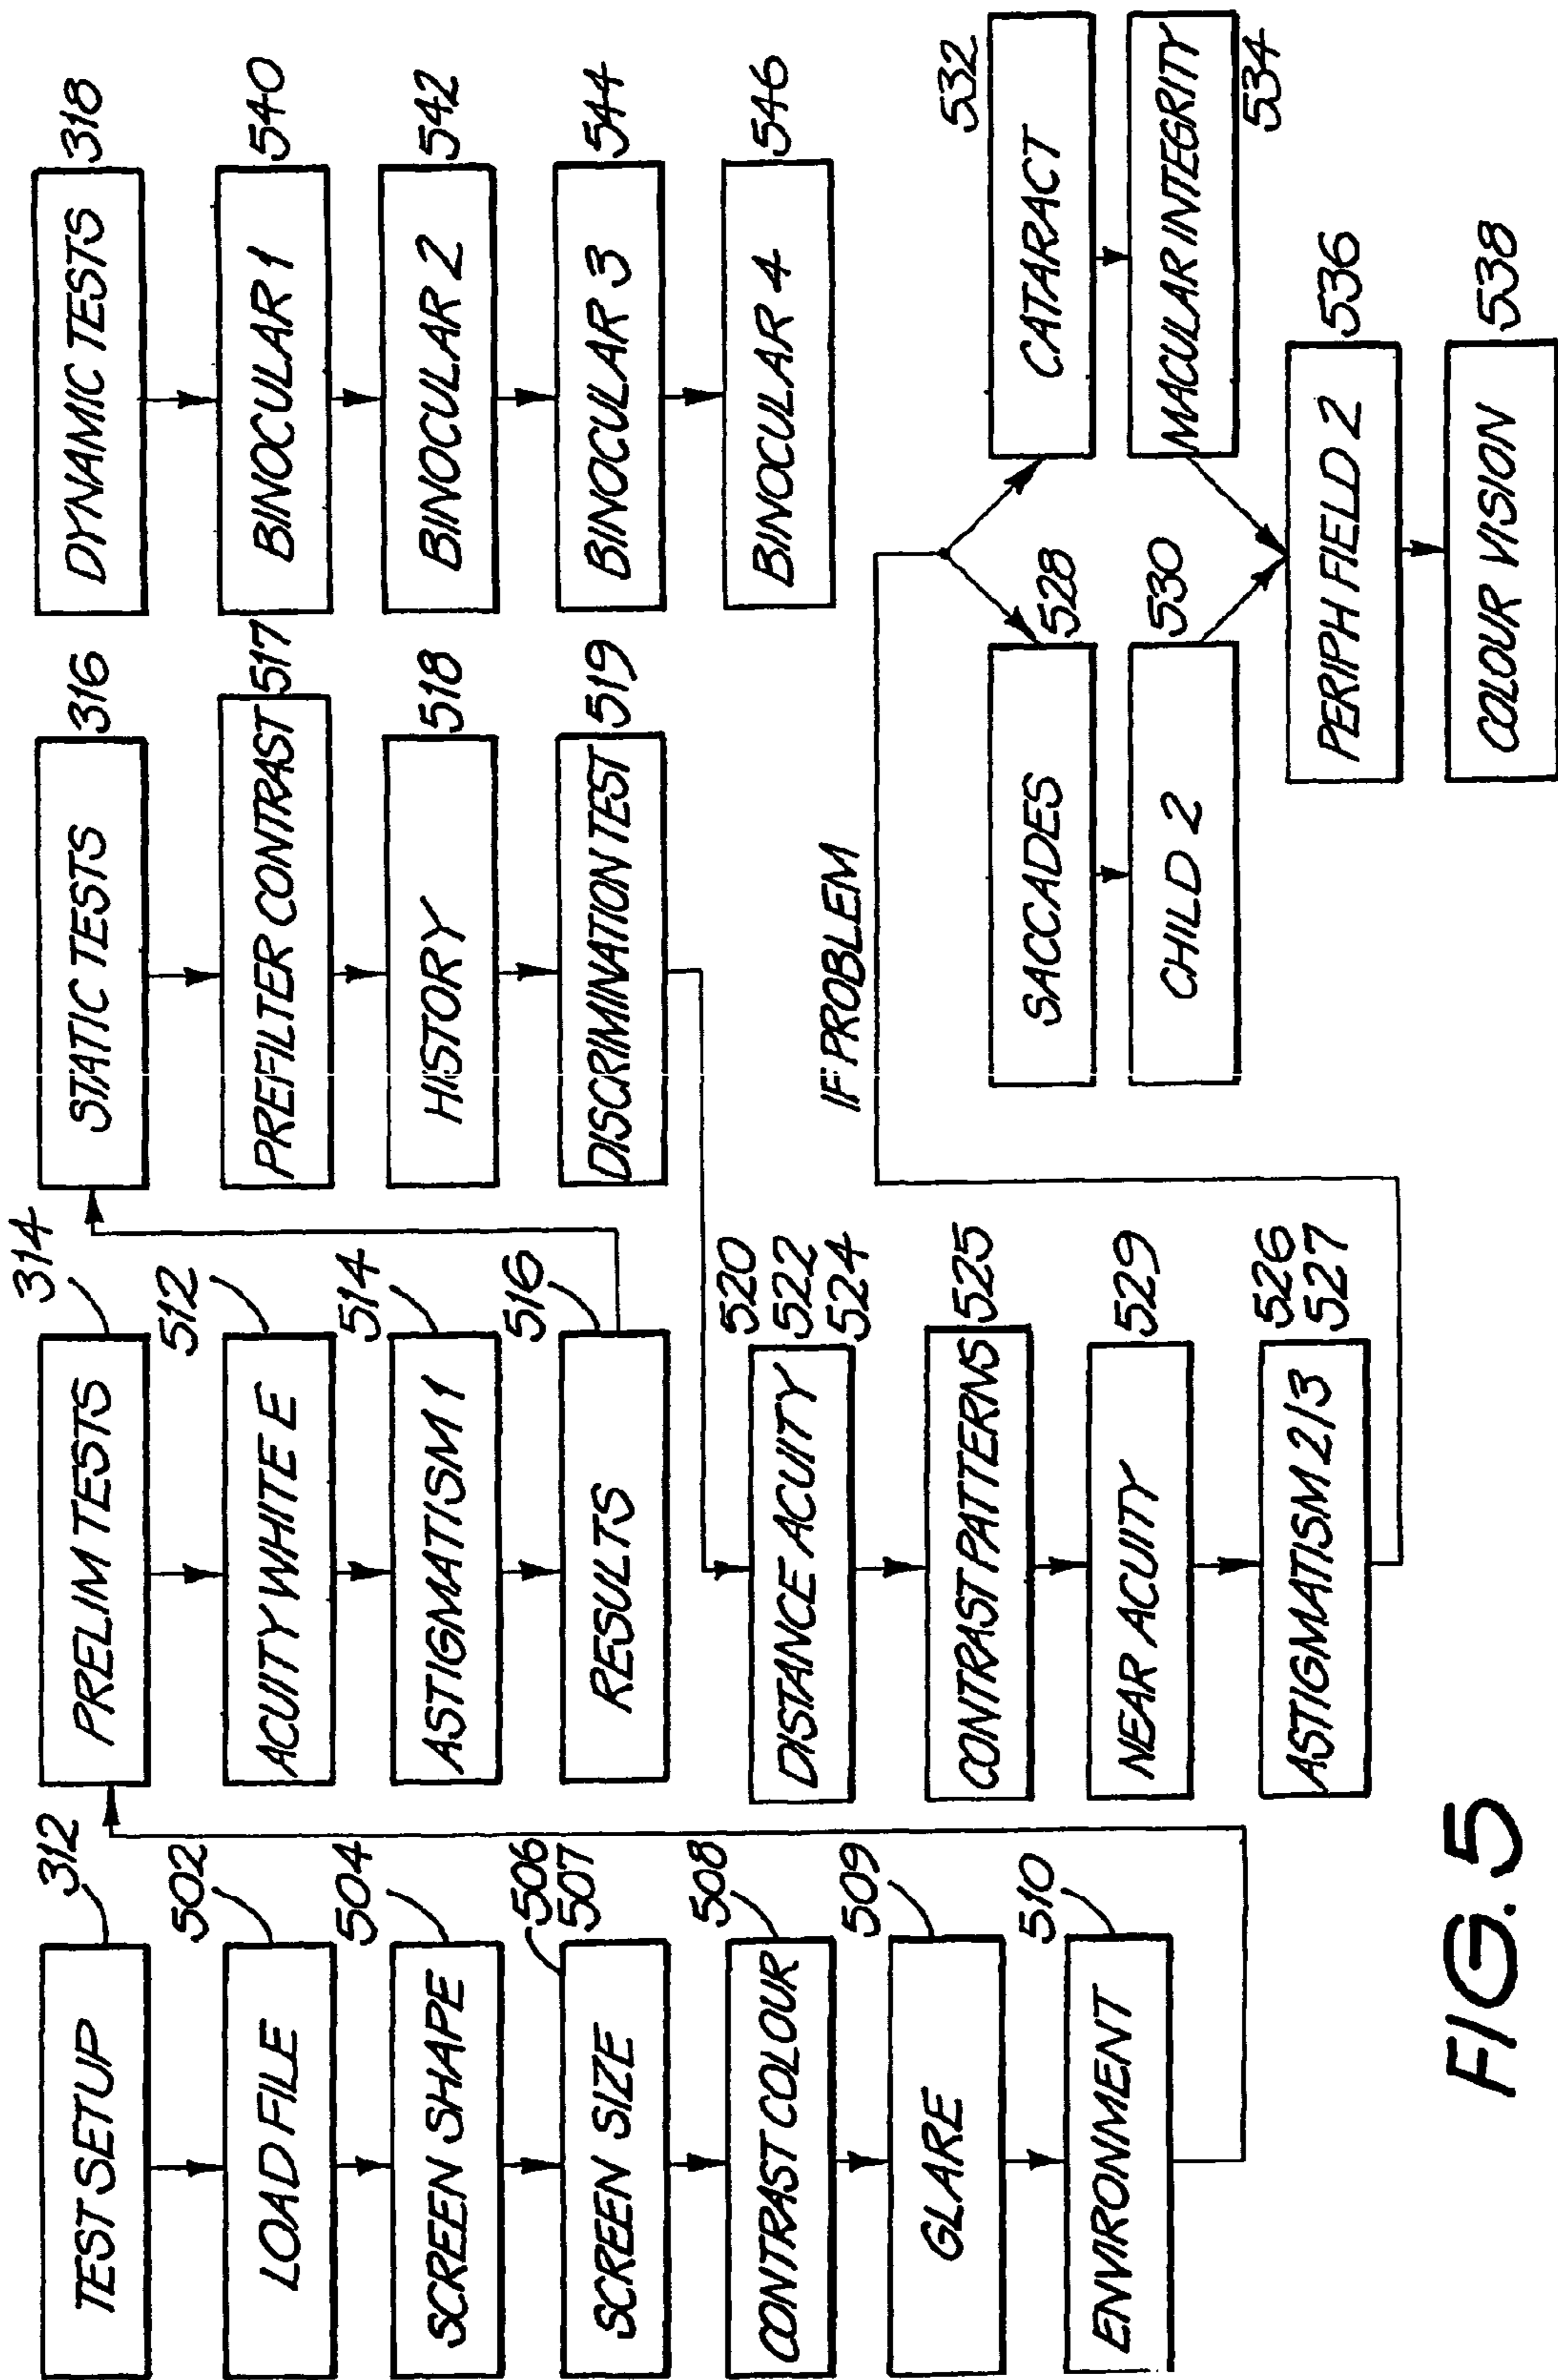 TEST SETUP
312
LOAD FILE
502
SCREEN SHAPE
504
SCREEN SIZE
506
507
CONTRAST COLOUR
508
GLARE
509
ENVIRONMENT
510
PRELIM TESTS
314
ACUITY WHITE E
512
ASTIGMATISM 1
514
RESULTS
516
STATIC TESTS
316
PREFILTER CONTRAST
517
HISTORY
518
DISCRIMINATION TEST
519
DISTANCE ACUITY
520
522
524
CONTRAST PATTERNS
525
NEAR ACUITY
529
ASTIGMATISM 2/3
526
527
IF PROBLEM
SACCADES
528
CHILD 2
530
CATARACT
532
MACULAR INTEGRITY
534
PERIPH FIELD 2
536
COLOUR VISION
538
DYNAMIC TESTS
318
BINOCULAR 1
540
BINOCULAR 2
542
BINOCULAR 3
544
BINOCULAR 4
546
FIG. 5